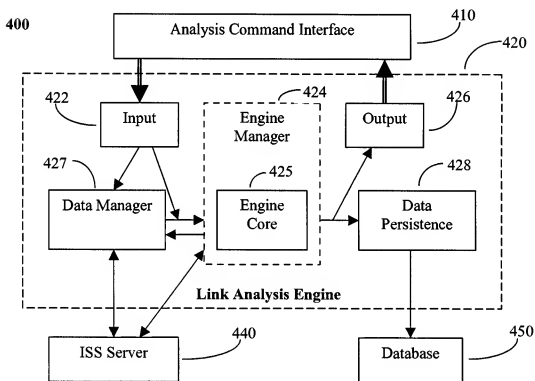 400
Analysis Command Interface
410
420
422
Input
424
Engine
Manager
Output
426
427
Data Manager
425
Engine
Core
428
Data
Persistence
Link Analysis Engine
ISS Server
440
Database
450